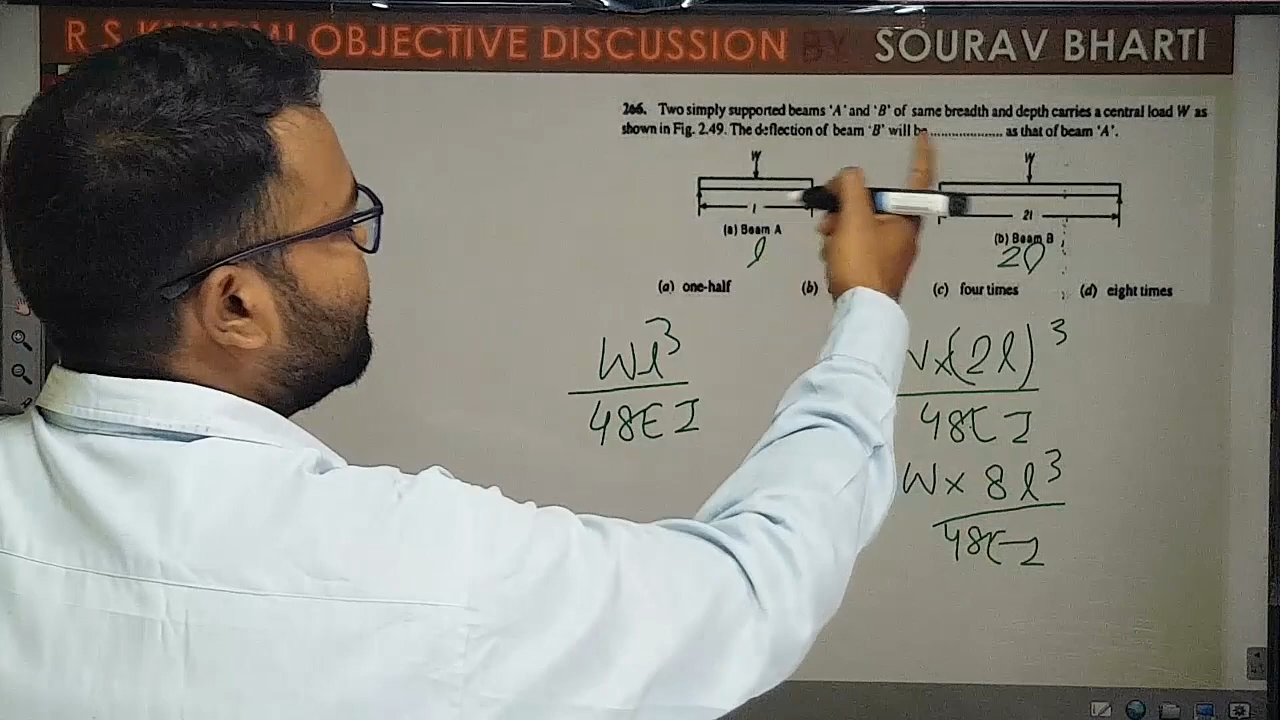 R S OBJECTIVE DISCUSSION BY SOURAV BHARTI
266. Two simply supported beams 'A' and 'B' of same breadth and depth carries a central load W as
shown in Fig. 2.49. The deflection of beam 'B' will be .................... as that of beam 'A'.
W W
l 2l
(a) Beam A (b) Beam B
l 2l
(a) one-half (b) (c) four times (d) eight times
Wl³ x(2l)³
48EI 48EI
W x 8l³
48EI